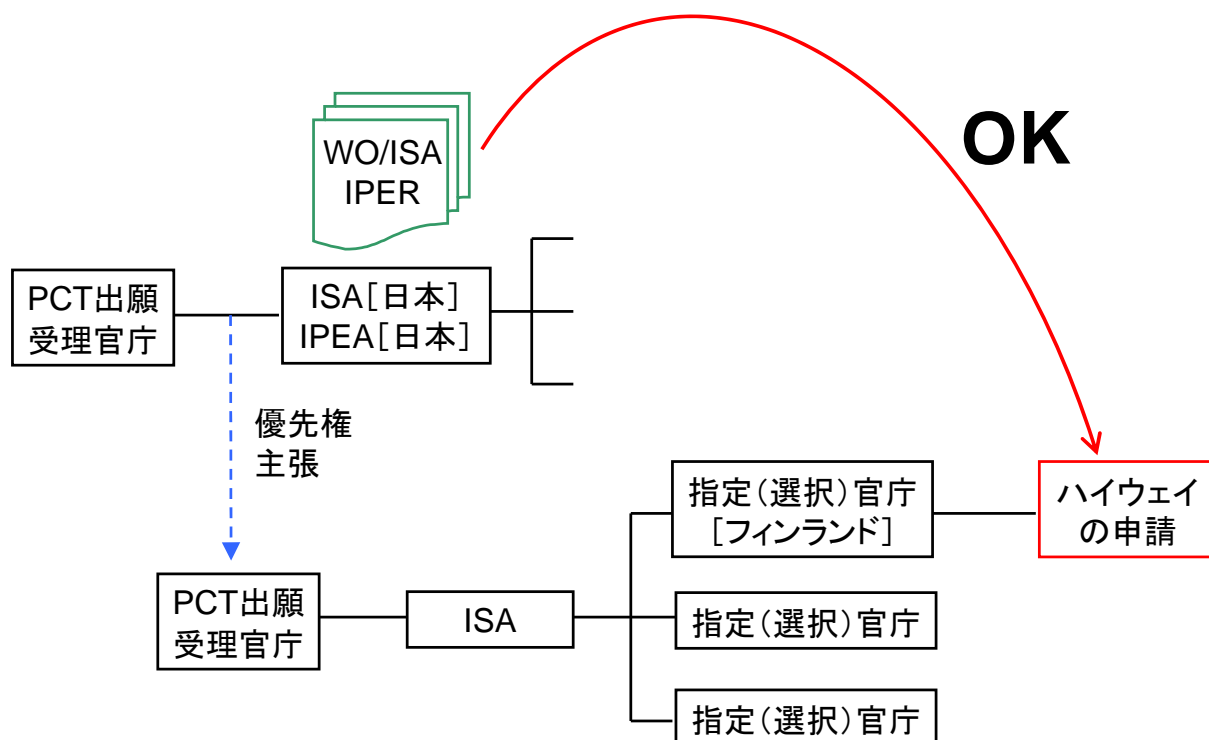 OK
WO/ISA
IPER
PCT出願
受理官庁
ISA[日本]
IPEA[日本]
優先権
主張
指定(選択)官庁
[フィンランド]
ハイウェイ
の申請
PCT出願
受理官庁
ISA
指定(選択)官庁
指定(選択)官庁